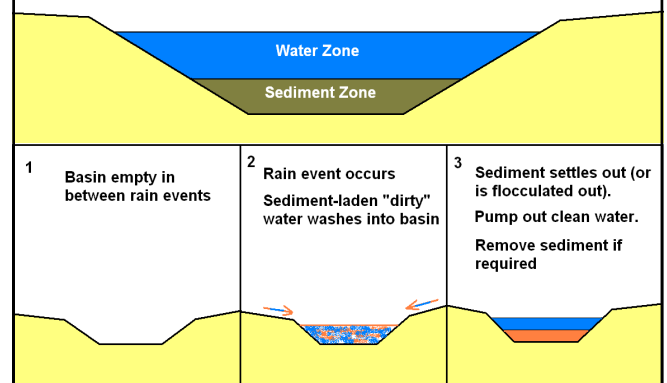 Water Zone
Sediment Zone
1
Basin empty in
between rain events
2
Rain event occurs
Sediment-laden "dirty"
water washes into basin
3
Sediment settles out (or
is flocculated out).
Pump out clean water.
Remove sediment if
required